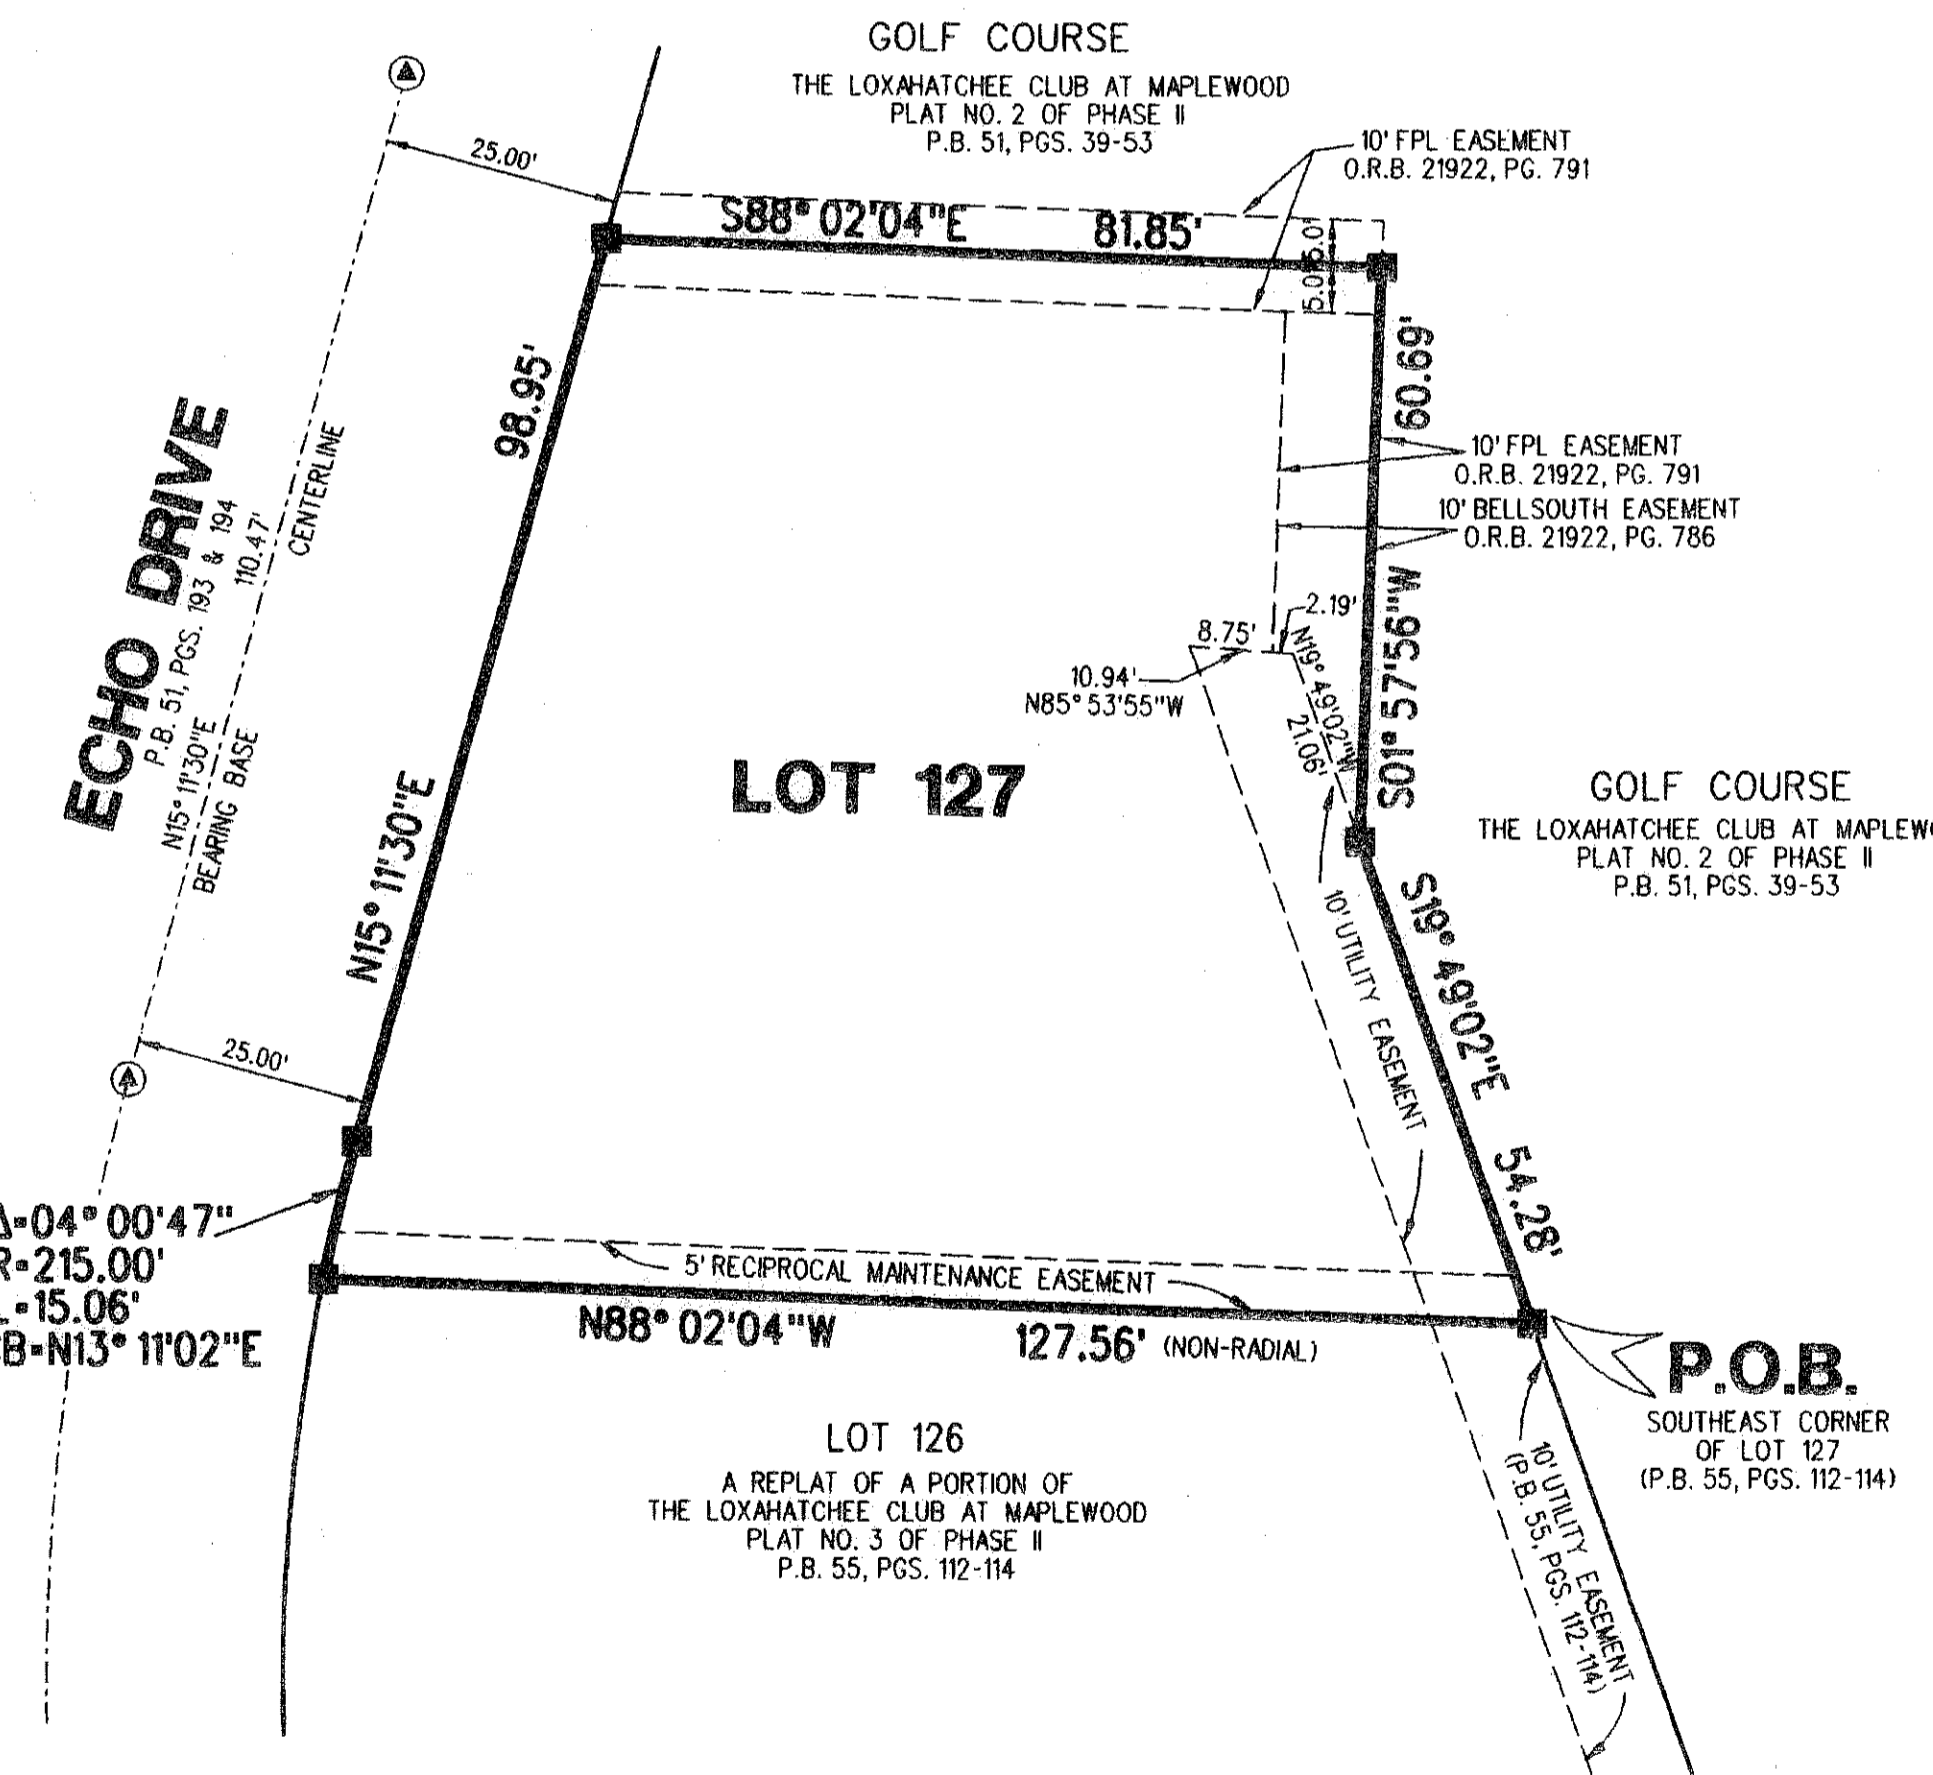 GOLF COURSE
THE LOXAHATCHEE CLUB AT MAPLEWOOD
PLAT NO. 2 OF PHASE II
P.B. 51, PGS. 39-53
10' FPL EASEMENT
O.R.B. 21922, PG. 791
25.00'
S88° 02'04"E 81.85'
5.0'
5.0'
98.95'
N15° 11'30"E
60.69'
S01° 57'56"W
10' FPL EASEMENT
O.R.B. 21922, PG. 791
10' BELLSOUTH EASEMENT
O.R.B. 21922, PG. 786
ECHO DRIVE
P.B. 51, PGS. 193 & 194
N15° 11'30"E 110.47'
BEARING BASE
CENTERLINE
2.19'
8.75'
10.94'
N85° 53'55"W
N19° 49'02"W
21.06'
LOT 127
GOLF COURSE
THE LOXAHATCHEE CLUB AT MAPLEW
PLAT NO. 2 OF PHASE II
P.B. 51, PGS. 39-53
10' UTILITY EASEMENT
S19° 49'02"E 54.28'
25.00'
Δ=04° 00'47"
R=215.00'
L=15.06'
CB=N13° 11'02"E
5' RECIPROCAL MAINTENANCE EASEMENT
N88° 02'04"W 127.56' (NON-RADIAL)
P.O.B.
SOUTHEAST CORNER
OF LOT 127
(P.B. 55, PGS. 112-114)
LOT 126
A REPLAT OF A PORTION OF
THE LOXAHATCHEE CLUB AT MAPLEWOOD
PLAT NO. 3 OF PHASE II
P.B. 55, PGS. 112-114
10' UTILITY EASEMENT
(P.B. 55, PGS. 112-114)